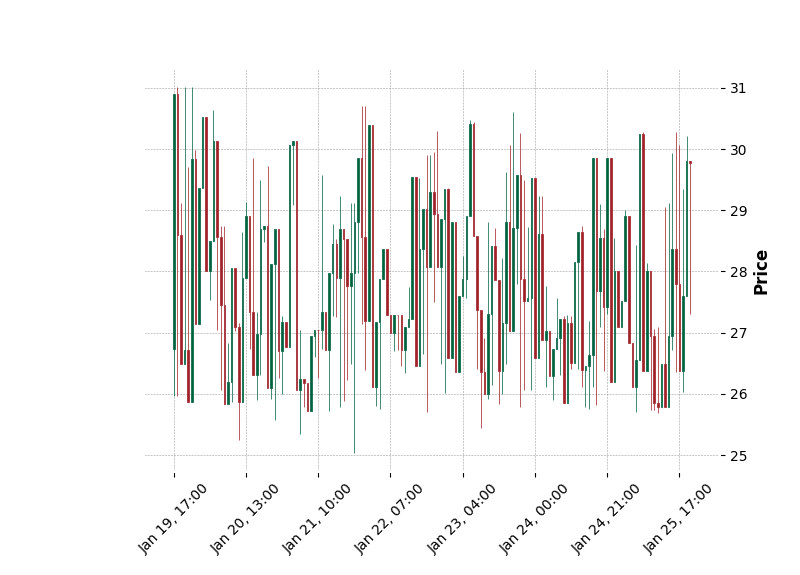 31
30
29
28
27
26
25
Price
Jan 19, 17:00
Jan 20, 13:00
Jan 21, 10:00
Jan 22, 07:00
Jan 23, 04:00
Jan 24, 00:00
Jan 24, 21:00
Jan 25, 17:00